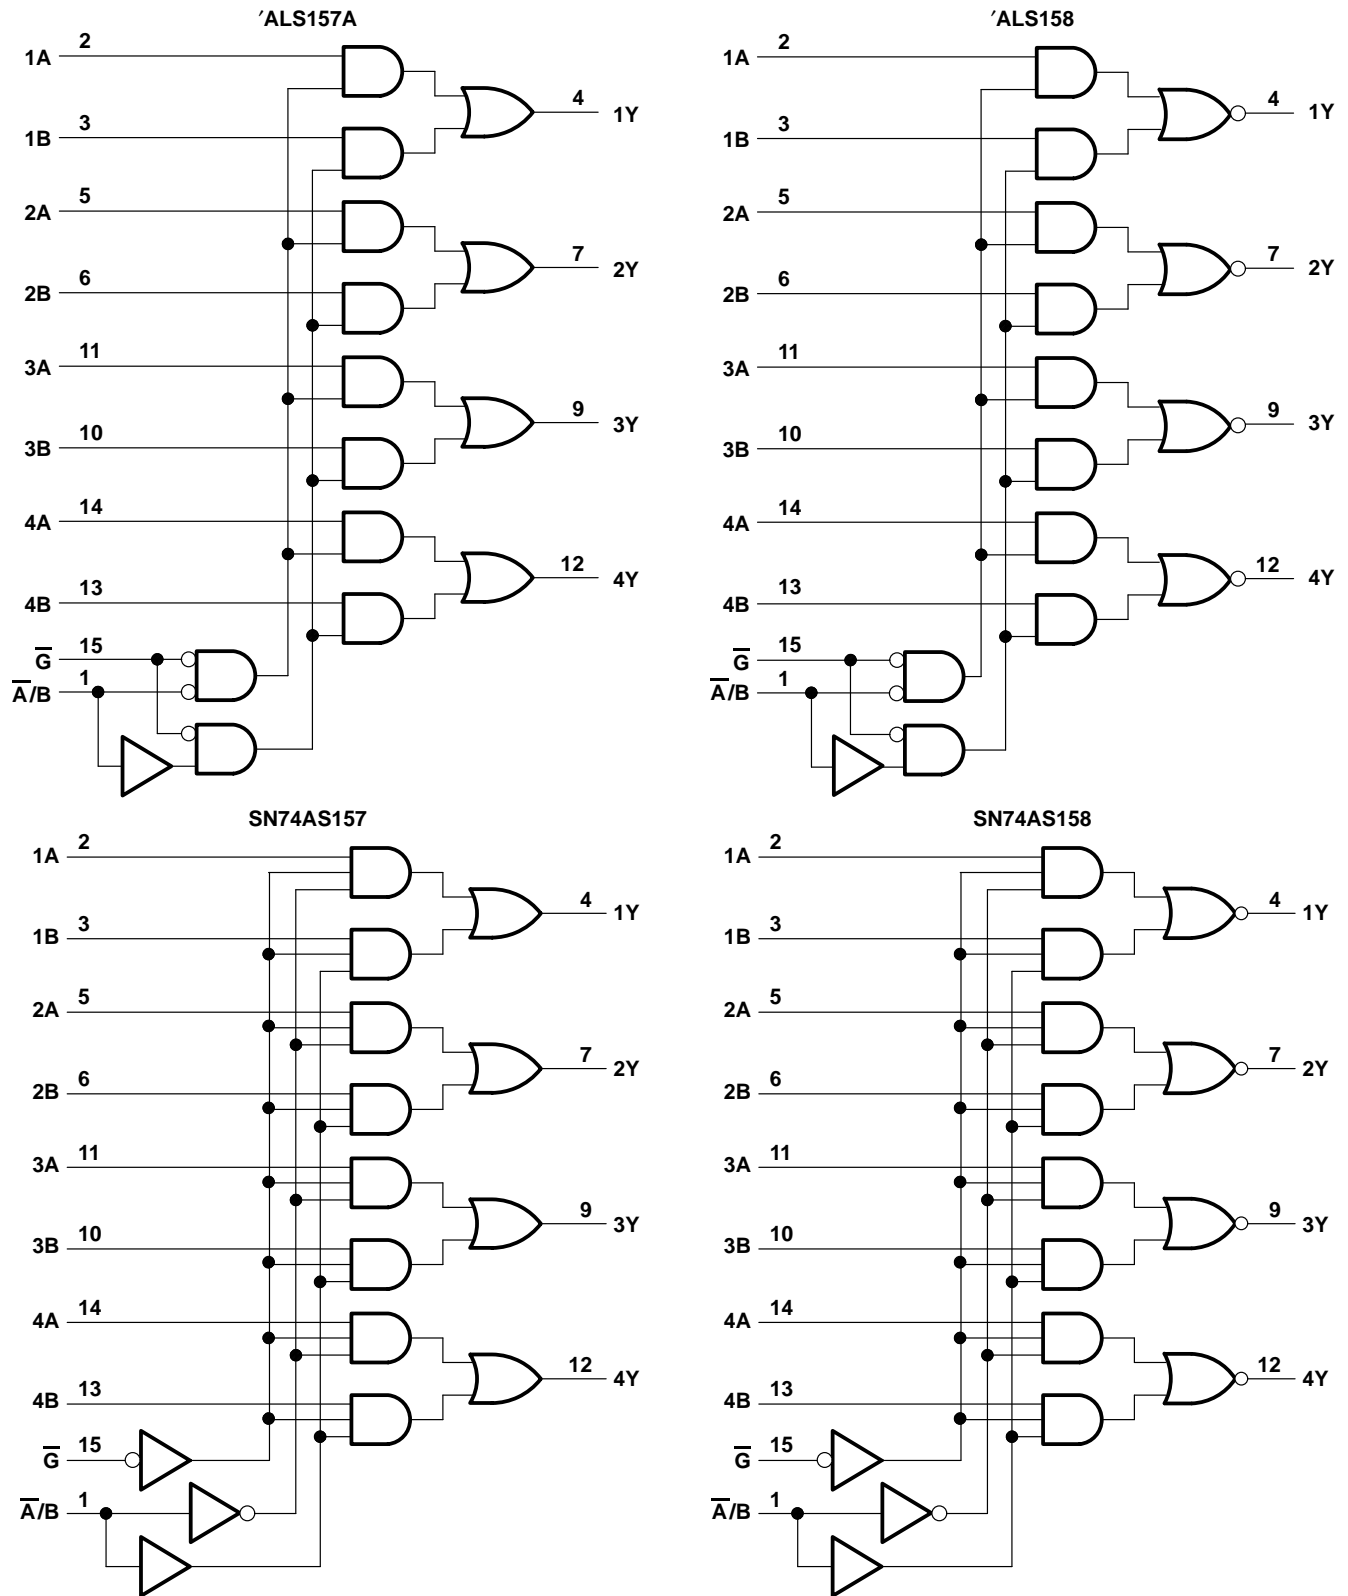 ′ALS157A
1A 2
1B 3
4 1Y
2A 5
2B 6
7 2Y
3A 11
3B 10
9 3Y
4A 14
4B 13
12 4Y
G̅ 15
A̅/B 1
′ALS158
1A 2
1B 3
4 1Y
2A 5
2B 6
7 2Y
3A 11
3B 10
9 3Y
4A 14
4B 13
12 4Y
G̅ 15
A̅/B 1
SN74AS157
1A 2
1B 3
4 1Y
2A 5
2B 6
7 2Y
3A 11
3B 10
9 3Y
4A 14
4B 13
12 4Y
G̅ 15
A̅/B 1
SN74AS158
1A 2
1B 3
4 1Y
2A 5
2B 6
7 2Y
3A 11
3B 10
9 3Y
4A 14
4B 13
12 4Y
G̅ 15
A̅/B 1